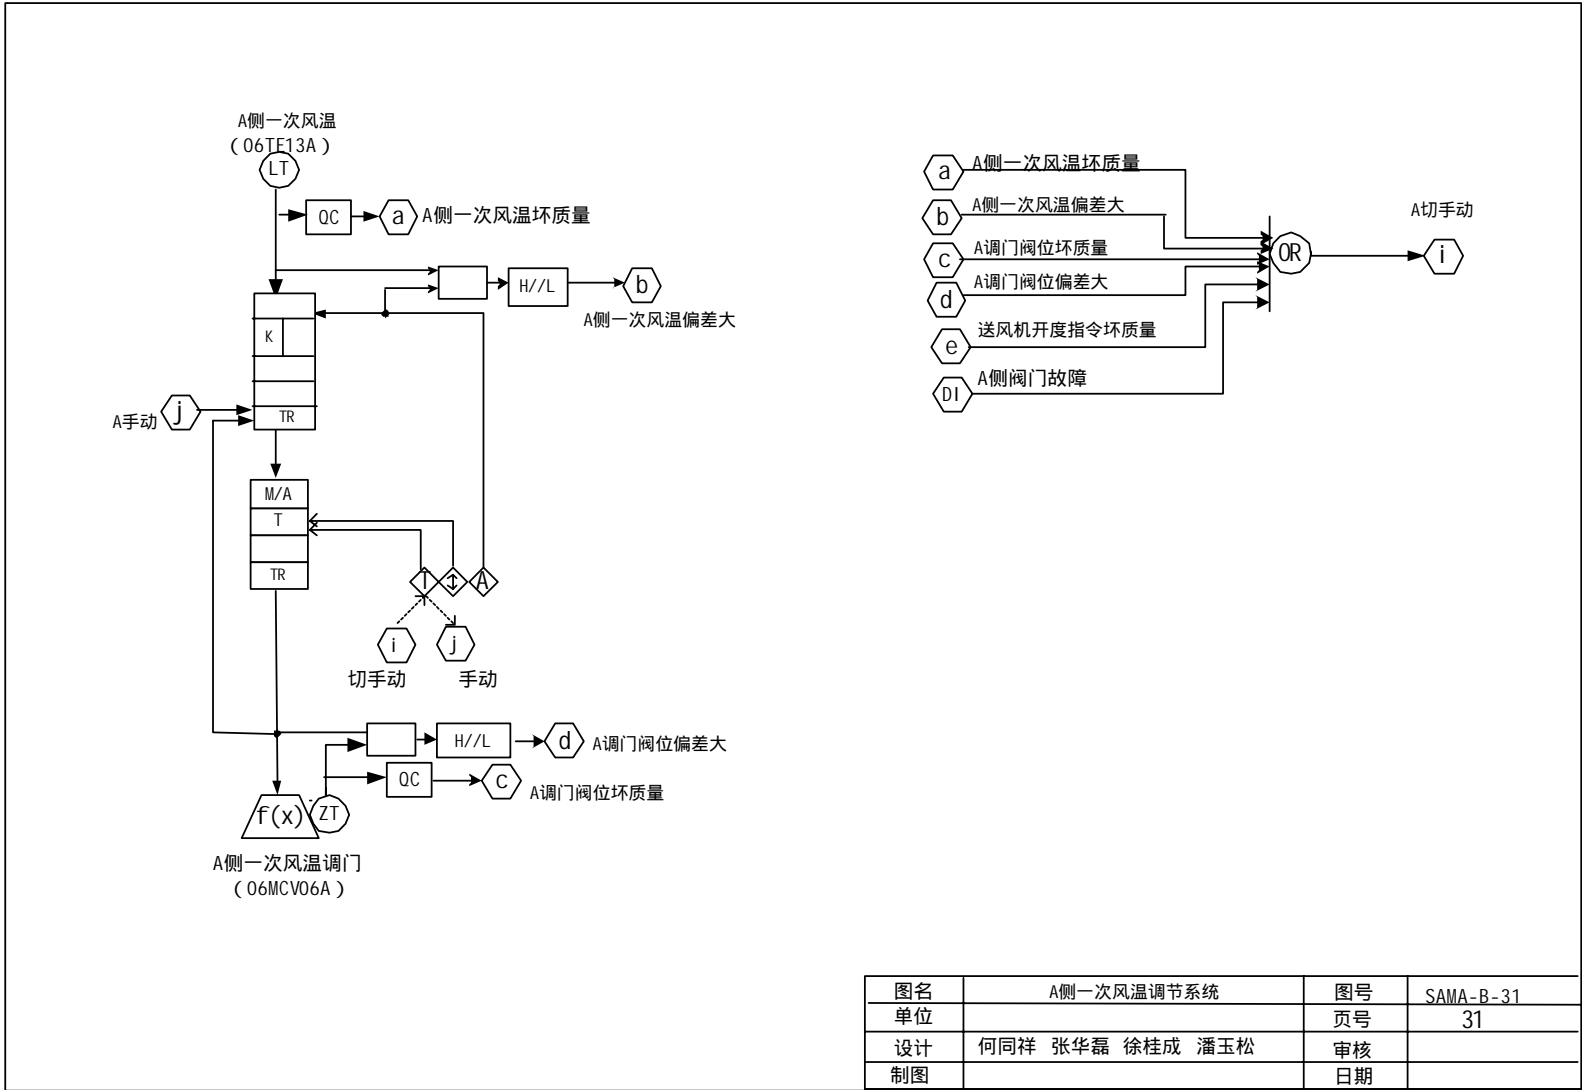 A侧一次风温
(06TE13A)
LT
QC
a
A侧一次风温坏质量
H//L
b
A侧一次风温偏差大
K
TR
A手动
j
M/A
T
TR
T
A
i
j
切手动
手动
H//L
d
A调门阀位偏差大
QC
c
A调门阀位坏质量
f(x)
ZT
A侧一次风温调门
(06MCV06A)
a
A侧一次风温坏质量
b
A侧一次风温偏差大
c
A调门阀位坏质量
d
A调门阀位偏差大
e
送风机开度指令坏质量
DI
A侧阀门故障
OR
A切手动
i
图名 A侧一次风温调节系统 图号 SAMA-B-31
单位 页号 31
设计 何同祥 张华磊 徐桂成 潘玉松 审核
制图 日期